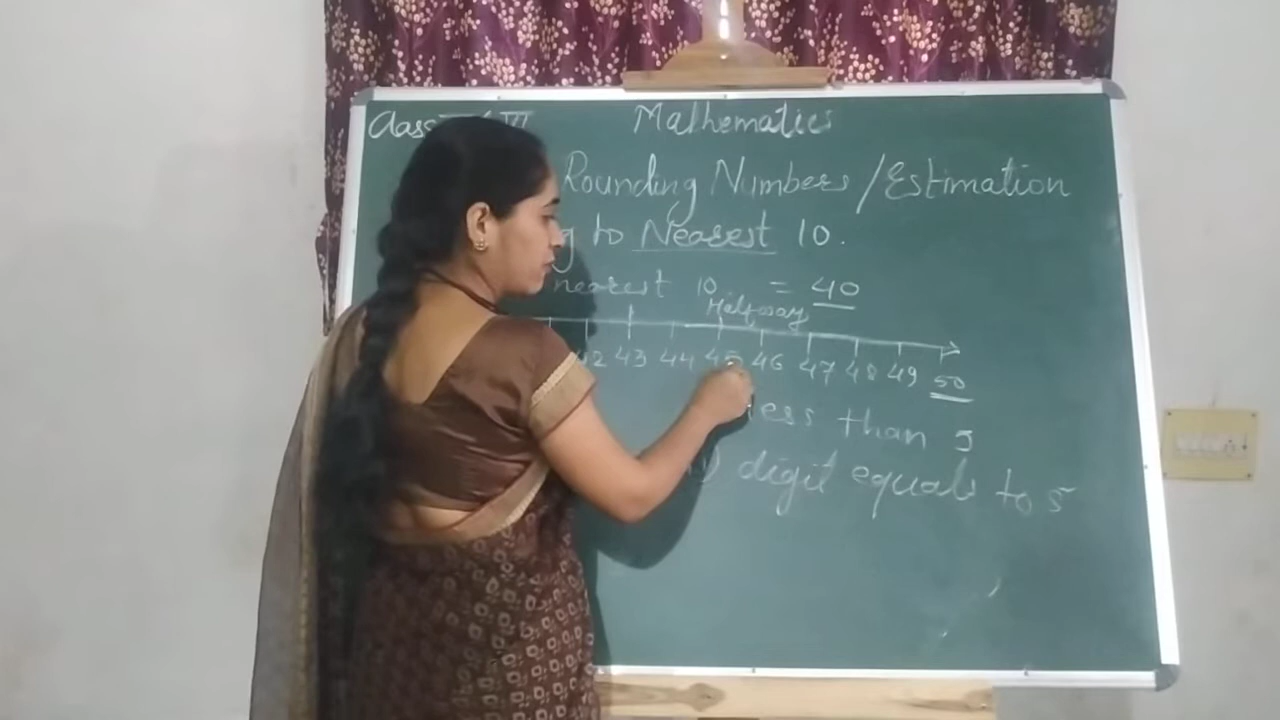 Class VI Mathematics
Rounding Numbers / Estimation
g to Nearest 10.
nearest 10 = 40
Halfway
42 43 44 45 46 47 48 49 50
less than 5
digit equals to 5